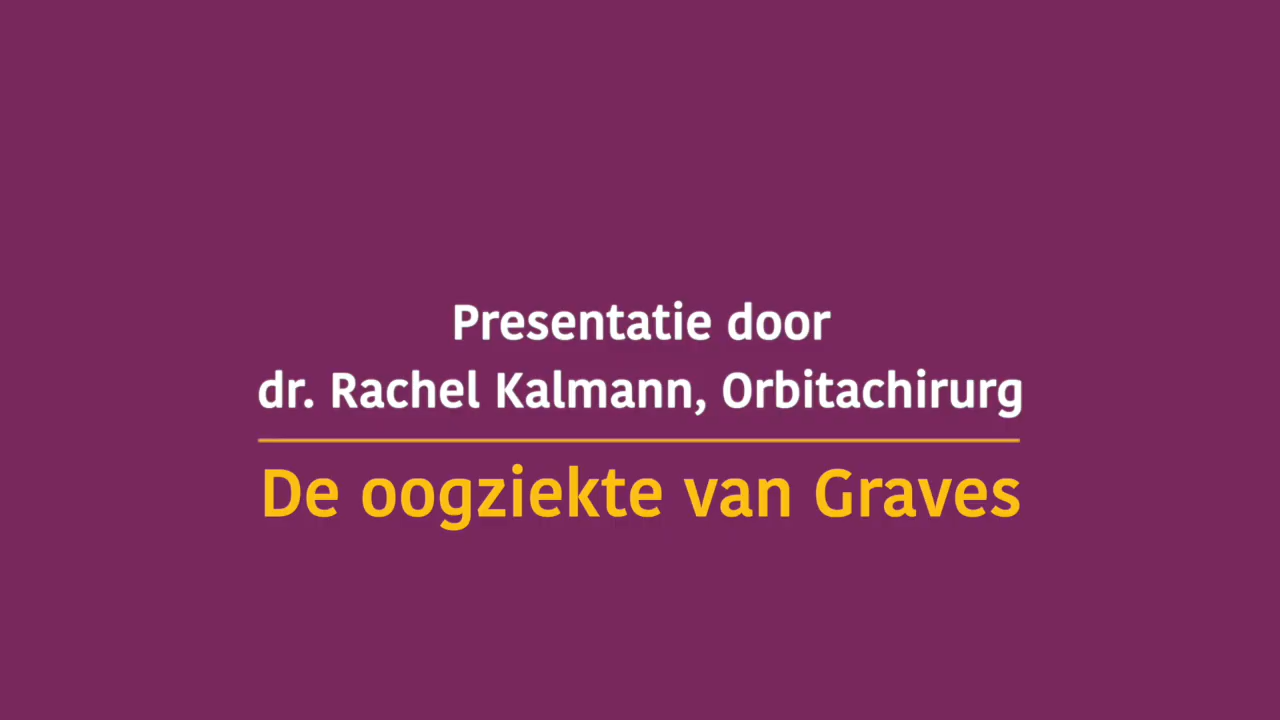 Presentatie door
dr. Rachel Kalmann, Orbitachirurg
De oogziekte van Graves